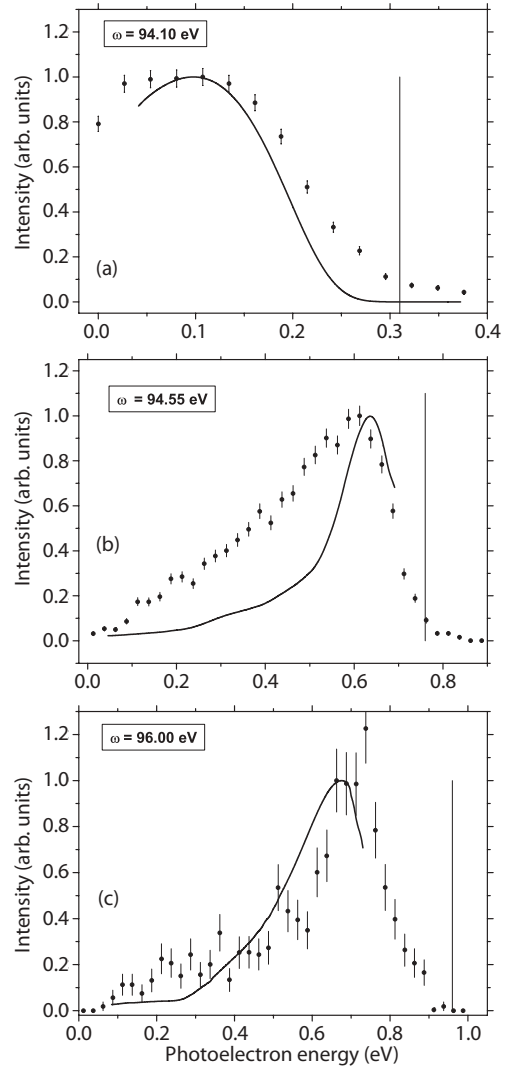 1.2
1.0
0.8
0.6
0.4
0.2
0.0
Intensity (arb. units)
ω = 94.10 eV
(a)
0.0 0.1 0.2 0.3 0.4
1.2
1.0
0.8
0.6
0.4
0.2
0.0
Intensity (arb. units)
ω = 94.55 eV
(b)
0.0 0.2 0.4 0.6 0.8
1.2
1.0
0.8
0.6
0.4
0.2
0.0
Intensity (arb. units)
ω = 96.00 eV
(c)
0.0 0.2 0.4 0.6 0.8 1.0
Photoelectron energy (eV)